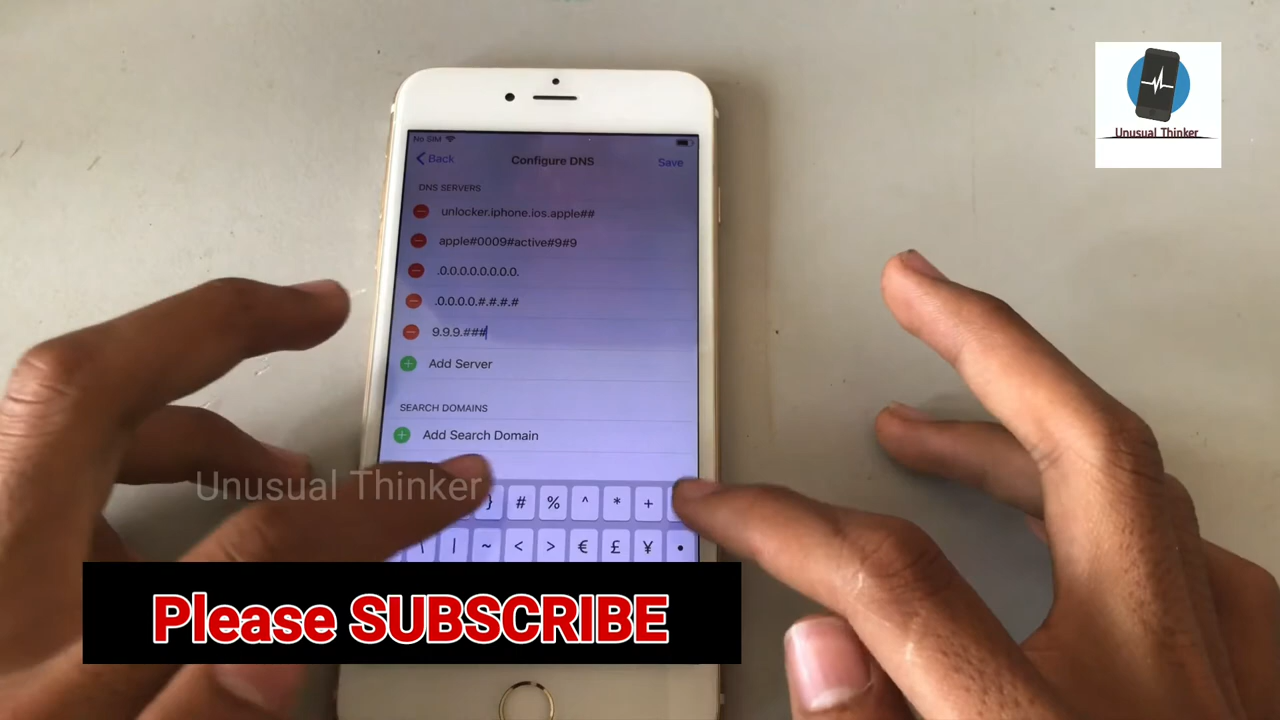 Unusual Thinker
No SIM
Back
Configure DNS
Save
DNS SERVERS
unlocker.iphone.ios.apple##
apple#0009#active#9#9
.0.0.0.0.0.0.0.0.
.0.0.0.0.#.#.#.#
9.9.9.###
Add Server
SEARCH DOMAINS
Add Search Domain
Unusual Thinker
} # % ^ * +
\ | ~ < > € £ ¥ •
Please SUBSCRIBE